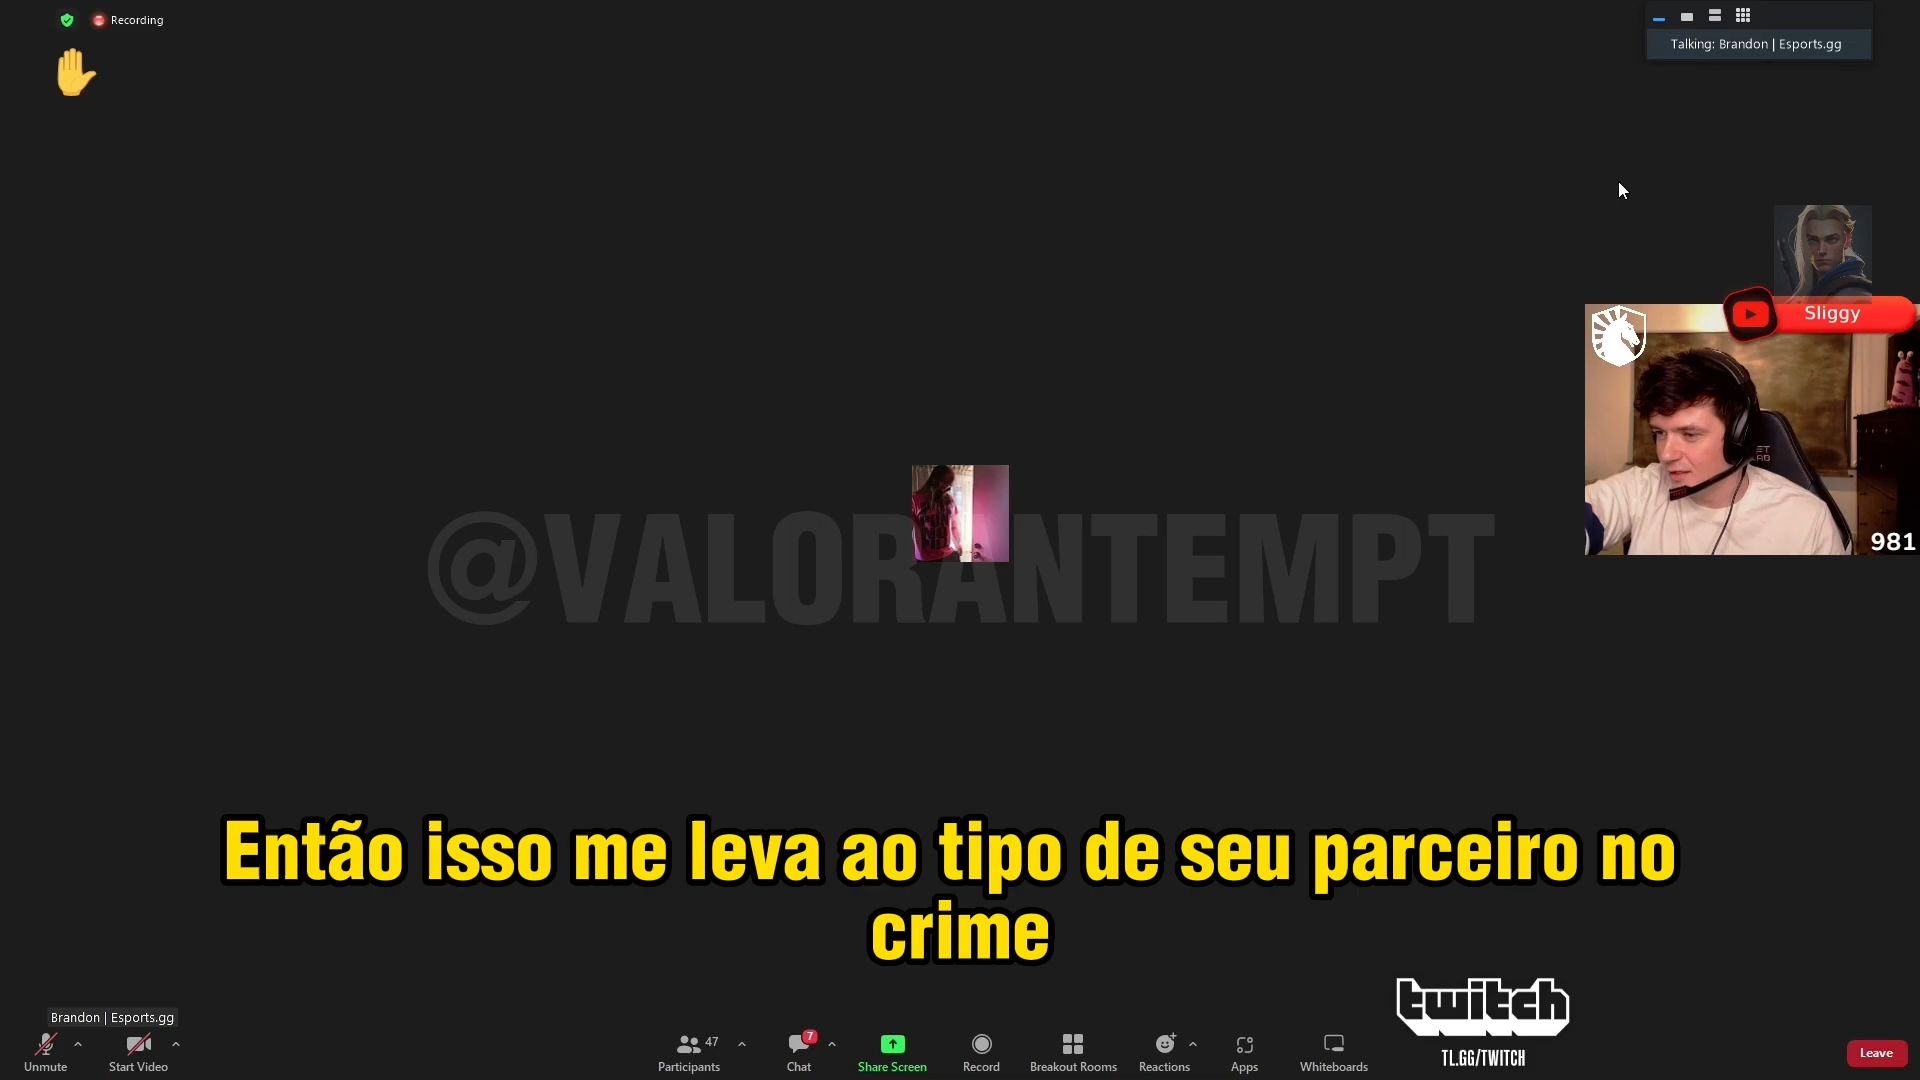 Recording
Talking: Brandon | Esports.gg
Sliggy
981
@VALORANTEMPT
Então isso me leva ao tipo de seu parceiro no
crime
twitch
TL.GG/TWITCH
Brandon | Esports.gg
47
7
Unmute
Start Video
Participants
Chat
Share Screen
Record
Breakout Rooms
Reactions
Apps
Whiteboards
Leave